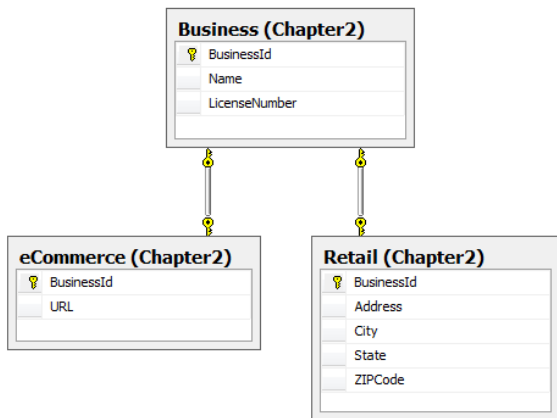 Business (Chapter2)
BusinessId
Name
LicenseNumber
eCommerce (Chapter2)
BusinessId
URL
Retail (Chapter2)
BusinessId
Address
City
State
ZIPCode